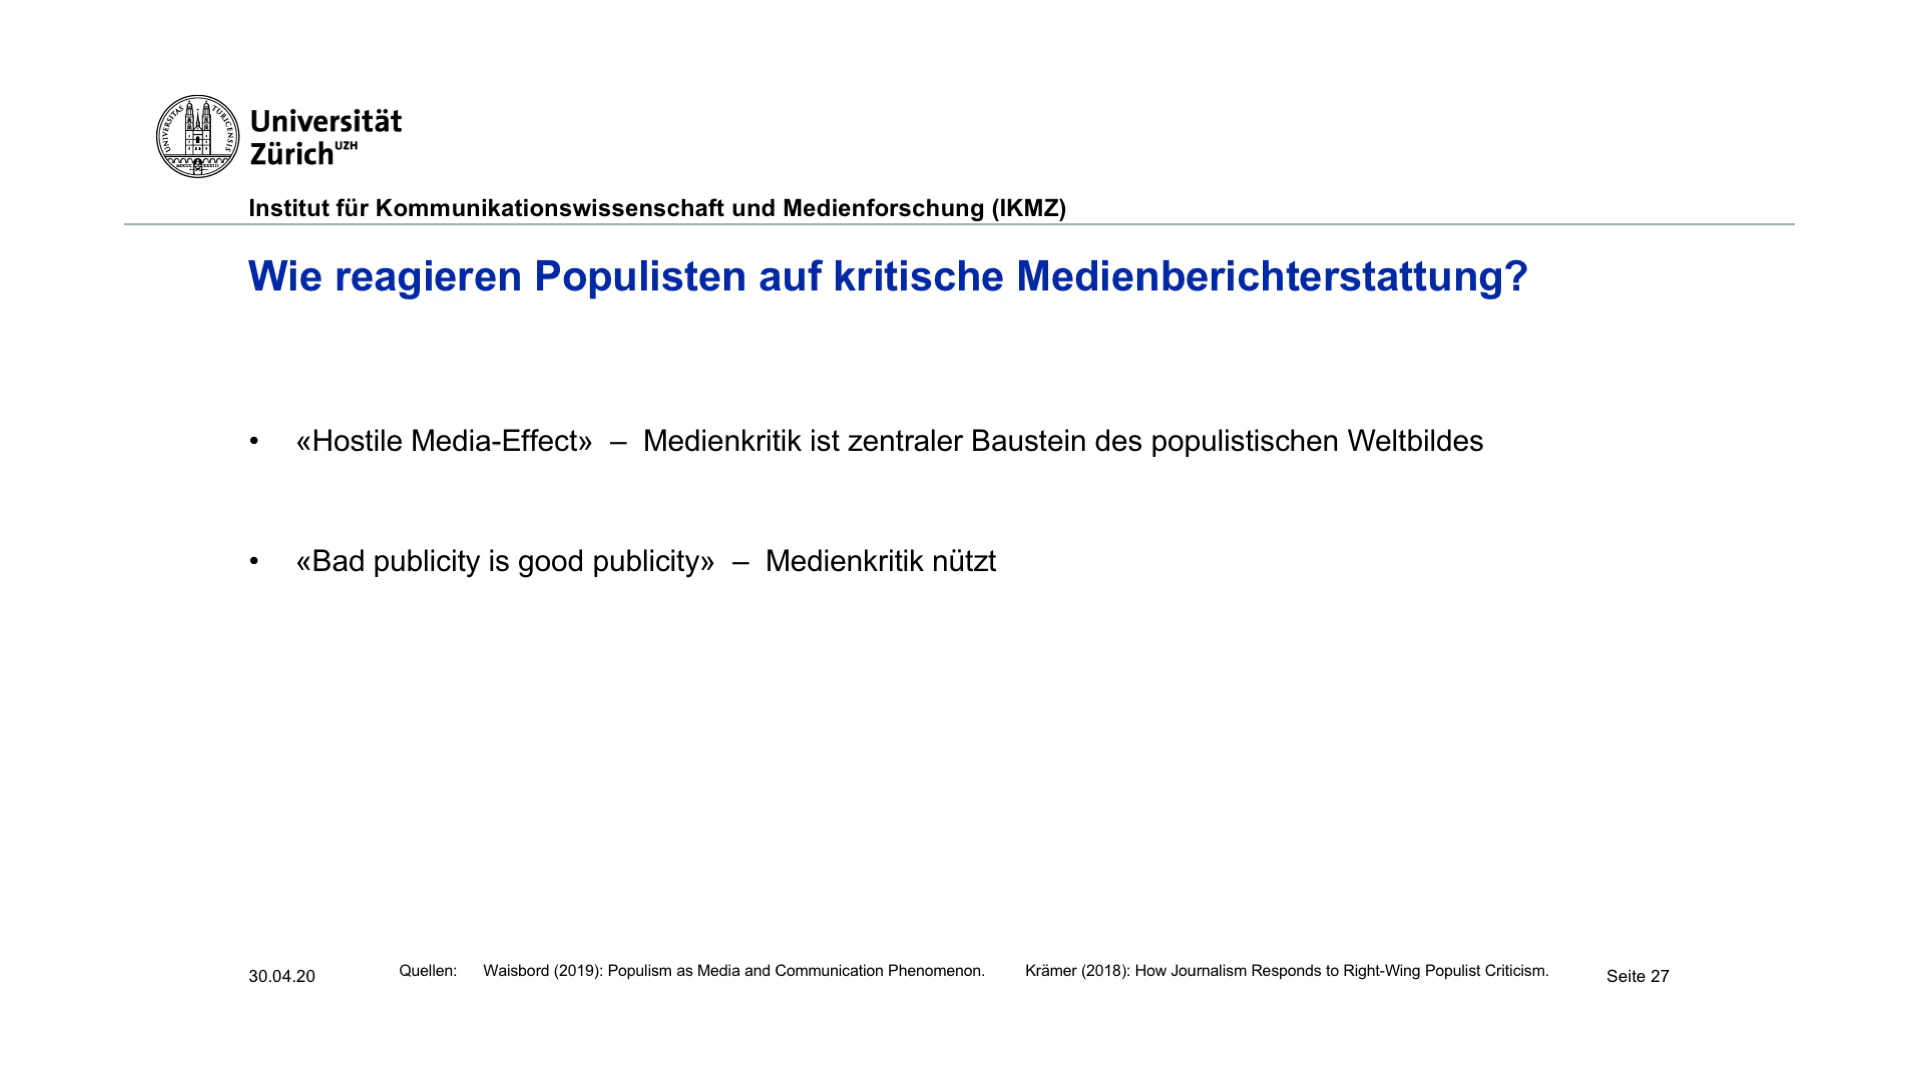 Universität
Zürich UZH
Institut für Kommunikationswissenschaft und Medienforschung (IKMZ)
Wie reagieren Populisten auf kritische Medienberichterstattung?
• «Hostile Media-Effect» – Medienkritik ist zentraler Baustein des populistischen Weltbildes
• «Bad publicity is good publicity» – Medienkritik nützt
30.04.20 Quellen: Waisbord (2019): Populism as Media and Communication Phenomenon. Krämer (2018): How Journalism Responds to Right-Wing Populist Criticism. Seite 27